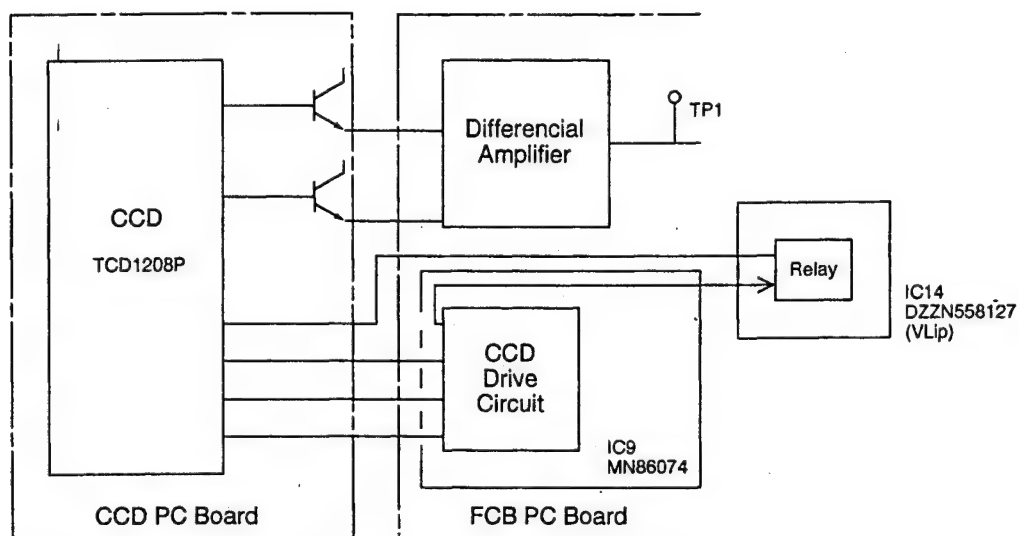 CCD
TCD1208P
Differencial
Amplifier
TP1
Relay
IC14
DZZN558127
(VLip)
CCD
Drive
Circuit
IC9
MN86074
CCD PC Board
FCB PC Board